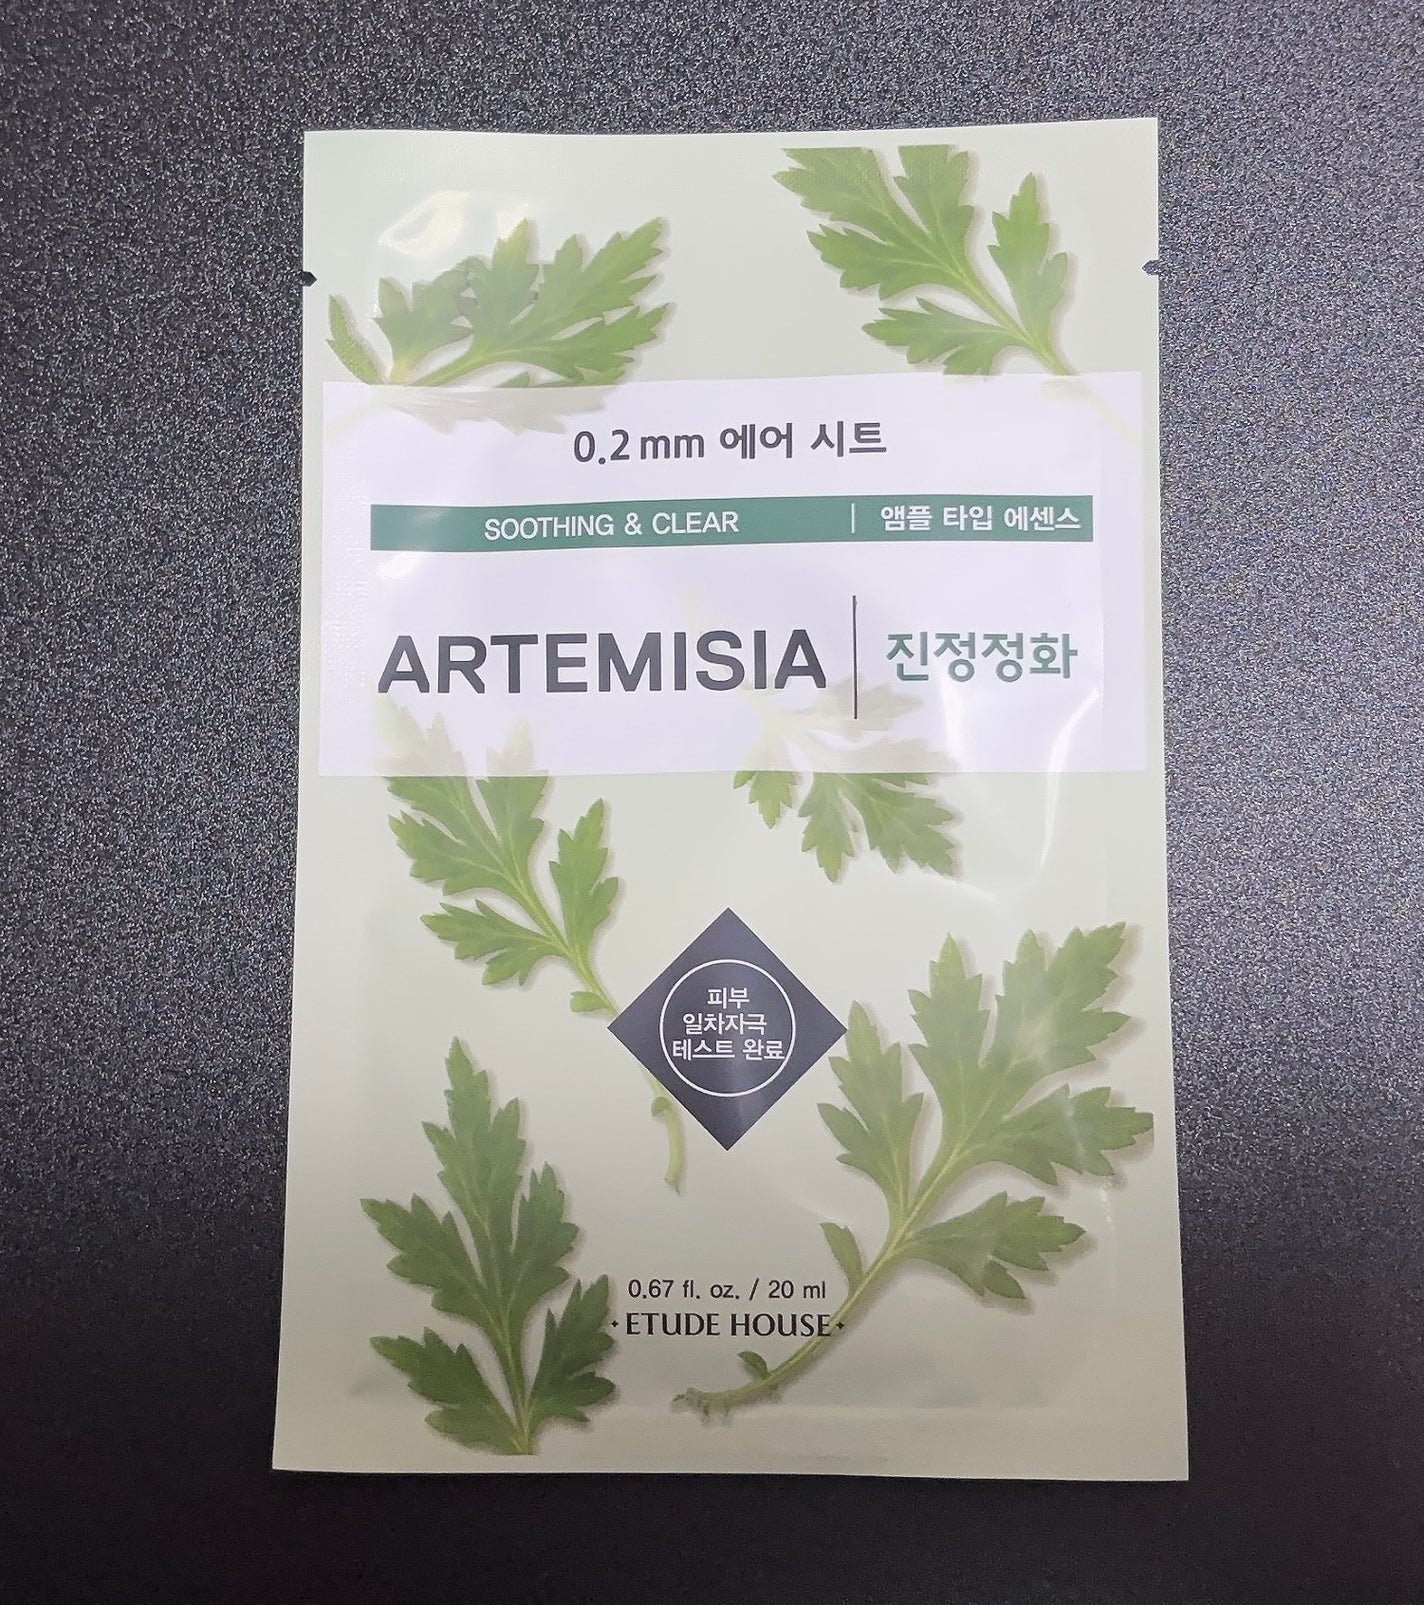 0.2mm 에어 시트
SOOTHING & CLEAR | 앰플 타입 에센스
ARTEMISIA | 진정정화
피부
일차자극
테스트 완료
0.67 fl. oz. / 20 ml
·ETUDE HOUSE·